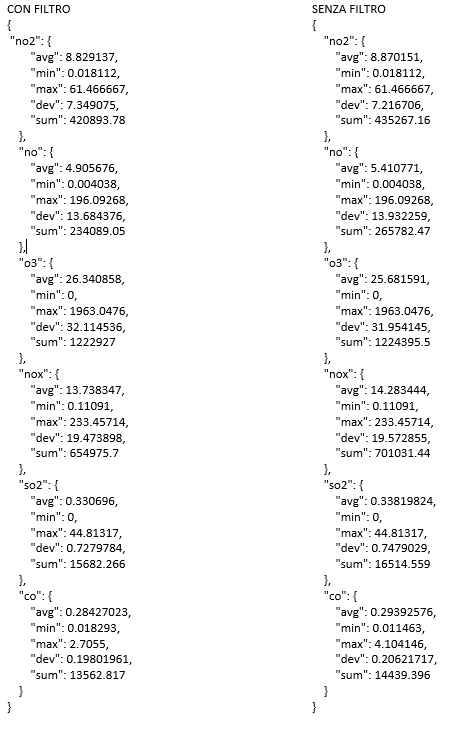 CON FILTRO
{
"no2": {
"avg": 8.829137,
"min": 0.018112,
"max": 61.466667,
"dev": 7.349075,
"sum": 420893.78
},
"no": {
"avg": 4.905676,
"min": 0.004038,
"max": 196.09268,
"dev": 13.684376,
"sum": 234089.05
},
"o3": {
"avg": 26.340858,
"min": 0,
"max": 1963.0476,
"dev": 32.114536,
"sum": 1222927
},
"nox": {
"avg": 13.738347,
"min": 0.11091,
"max": 233.45714,
"dev": 19.473898,
"sum": 654975.7
},
"so2": {
"avg": 0.330696,
"min": 0,
"max": 44.81317,
"dev": 0.7279784,
"sum": 15682.266
},
"co": {
"avg": 0.28427023,
"min": 0.018293,
"max": 2.7055,
"dev": 0.19801961,
"sum": 13562.817
}
}
SENZA FILTRO
{
"no2": {
"avg": 8.870151,
"min": 0.018112,
"max": 61.466667,
"dev": 7.216706,
"sum": 435267.16
},
"no": {
"avg": 5.410771,
"min": 0.004038,
"max": 196.09268,
"dev": 13.932259,
"sum": 265782.47
},
"o3": {
"avg": 25.681591,
"min": 0,
"max": 1963.0476,
"dev": 31.954145,
"sum": 1224395.5
},
"nox": {
"avg": 14.283444,
"min": 0.11091,
"max": 233.45714,
"dev": 19.572855,
"sum": 701031.44
},
"so2": {
"avg": 0.33819824,
"min": 0,
"max": 44.81317,
"dev": 0.7479029,
"sum": 16514.559
},
"co": {
"avg": 0.29392576,
"min": 0.011463,
"max": 4.104146,
"dev": 0.20621717,
"sum": 14439.396
}
}